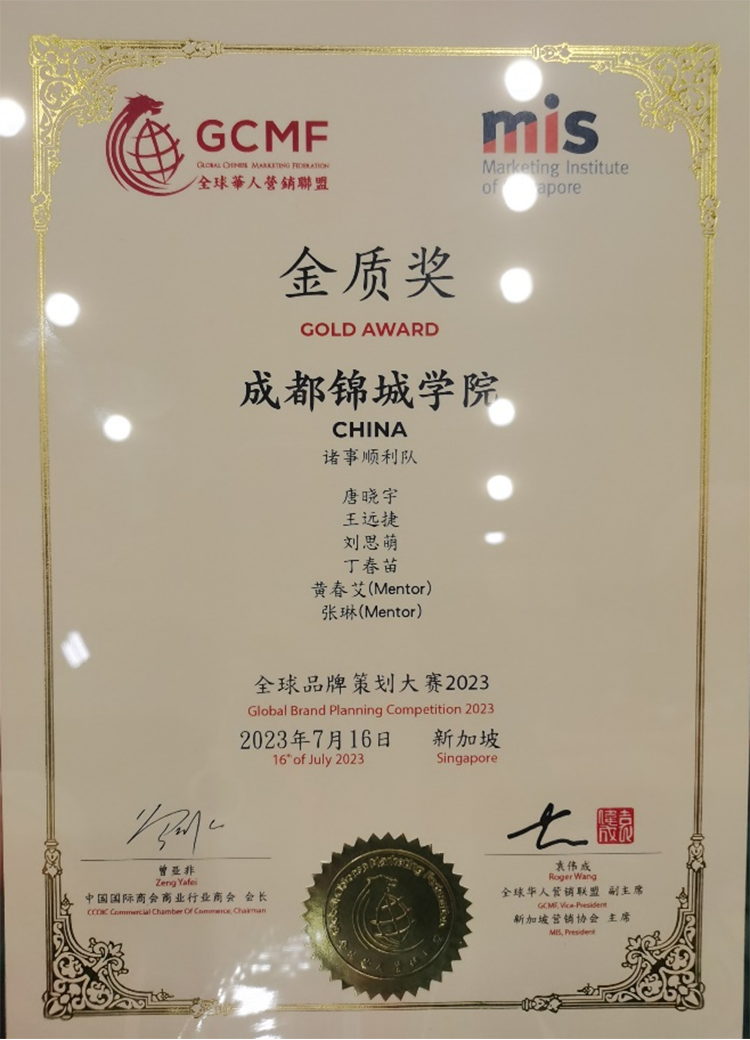 GCMF
GLOBAL CHINESE MARKETING FEDERATION
全球華人營銷聯盟
mis
Marketing Institute
of
金质奖
GOLD AWARD
成都锦城学院
CHINA
诸事顺利队
唐晓宇
王远捷
刘思萌
丁春苗
黄春艾(Mentor)
张琳(Mentor)
全球品牌策划大赛2023
Global Brand Planning Competition 2023
2023年7月16日 新加坡
16th of July 2023 Singapore
曾亚非
Zeng Yafei
中国国际商会商业行业商会 会长
CCOIC Commercial Chamber Of Commerce, Chairman
袁伟成
Roger Wang
全球华人营销联盟 副主席
GCMF, Vice-President
新加坡营销协会 主席
MIS, President